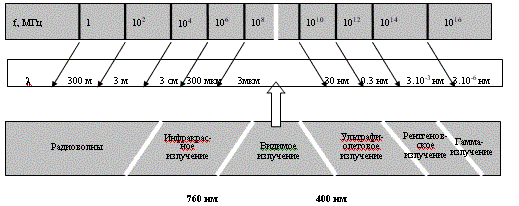 f, МГц 1 10² 10⁴ 10⁶ 10⁸ 10¹⁰ 10¹² 10¹⁴ 10¹⁶
λ 300 м 3 м 3 см 300 мкм 3мкм 30 нм 0.3 нм 3.10⁻³ нм 3.10⁻⁶ нм
Радиоволны
Инфракрас-
ное
излучение
Видимое
излучение
Ультрафи-
олетовое
излучение
Рентгенов-
ское
излучение
Гамма-
излучение
760 нм 400 нм